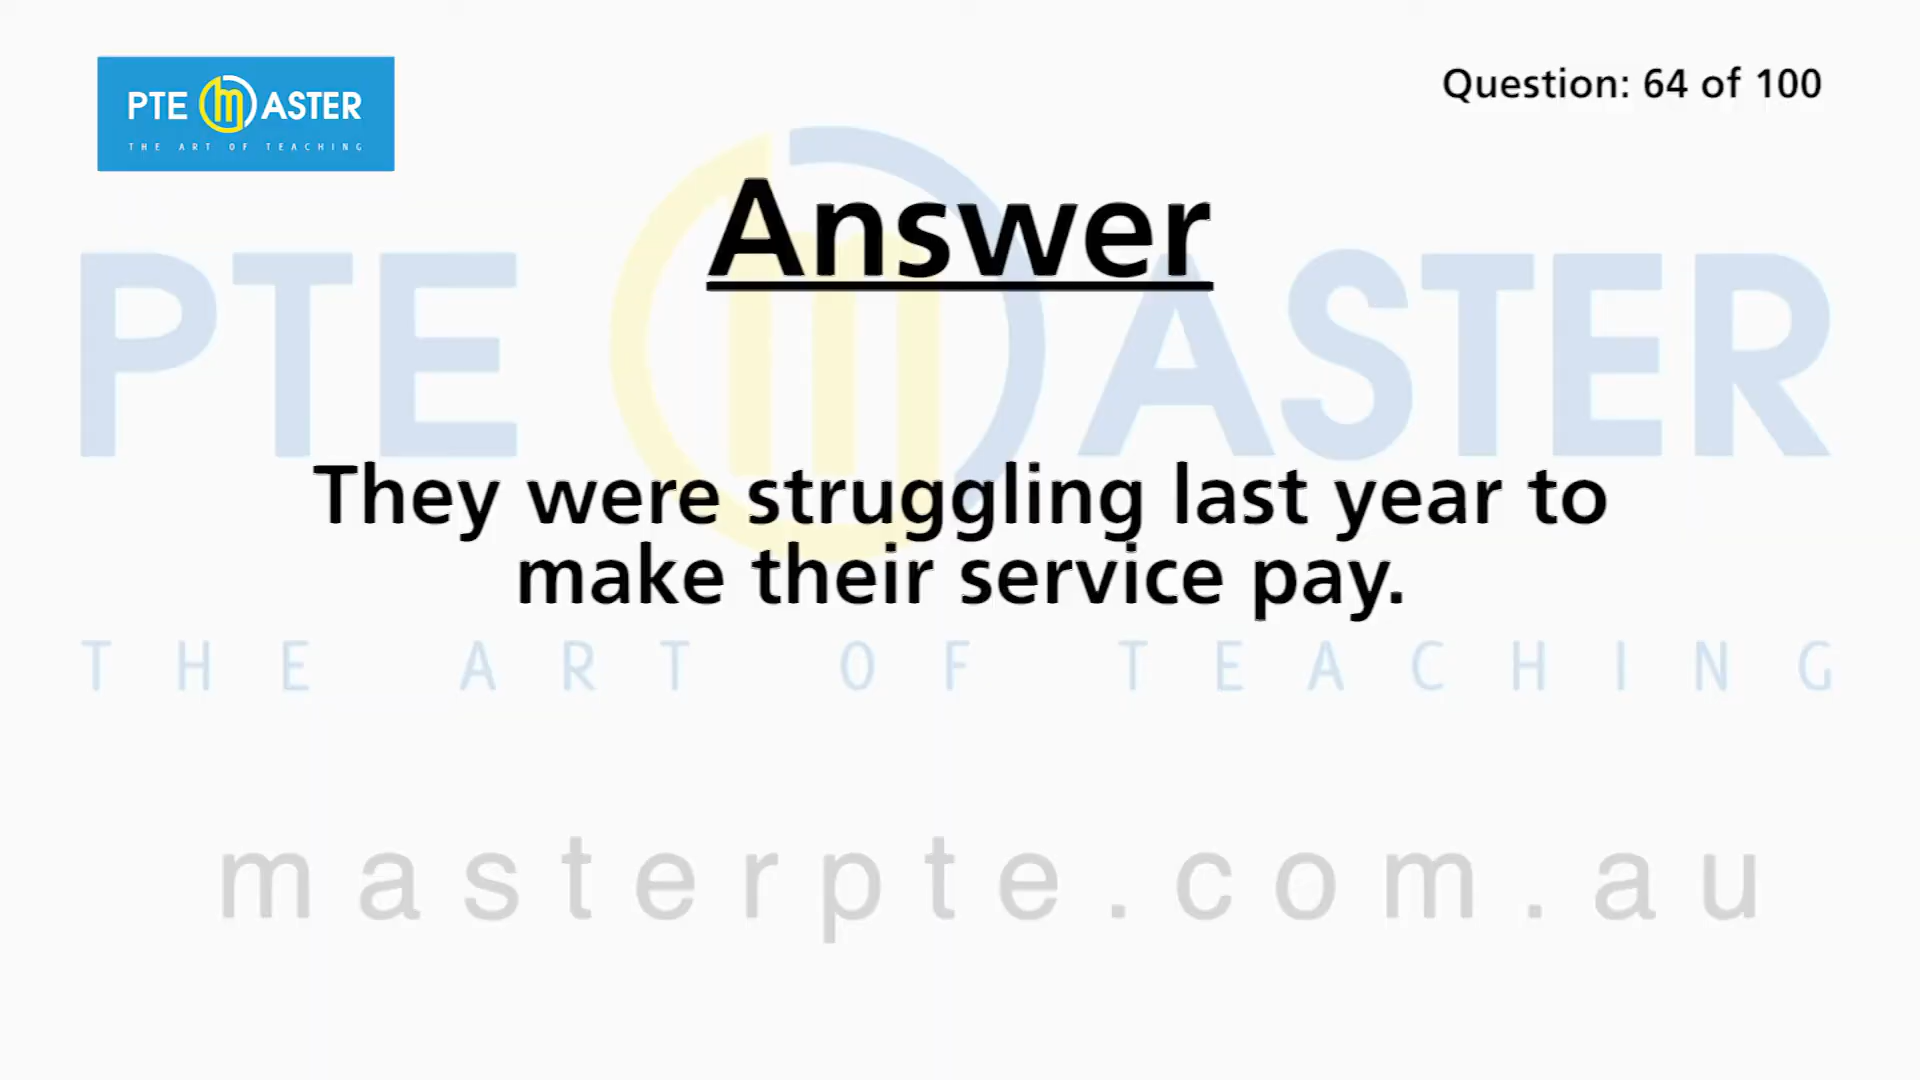 PTE MASTER
THE ART OF TEACHING
Question: 64 of 100
Answer
PTE MASTER
They were struggling last year to
make their service pay.
THE ART OF TEACHING
masterpte.com.au